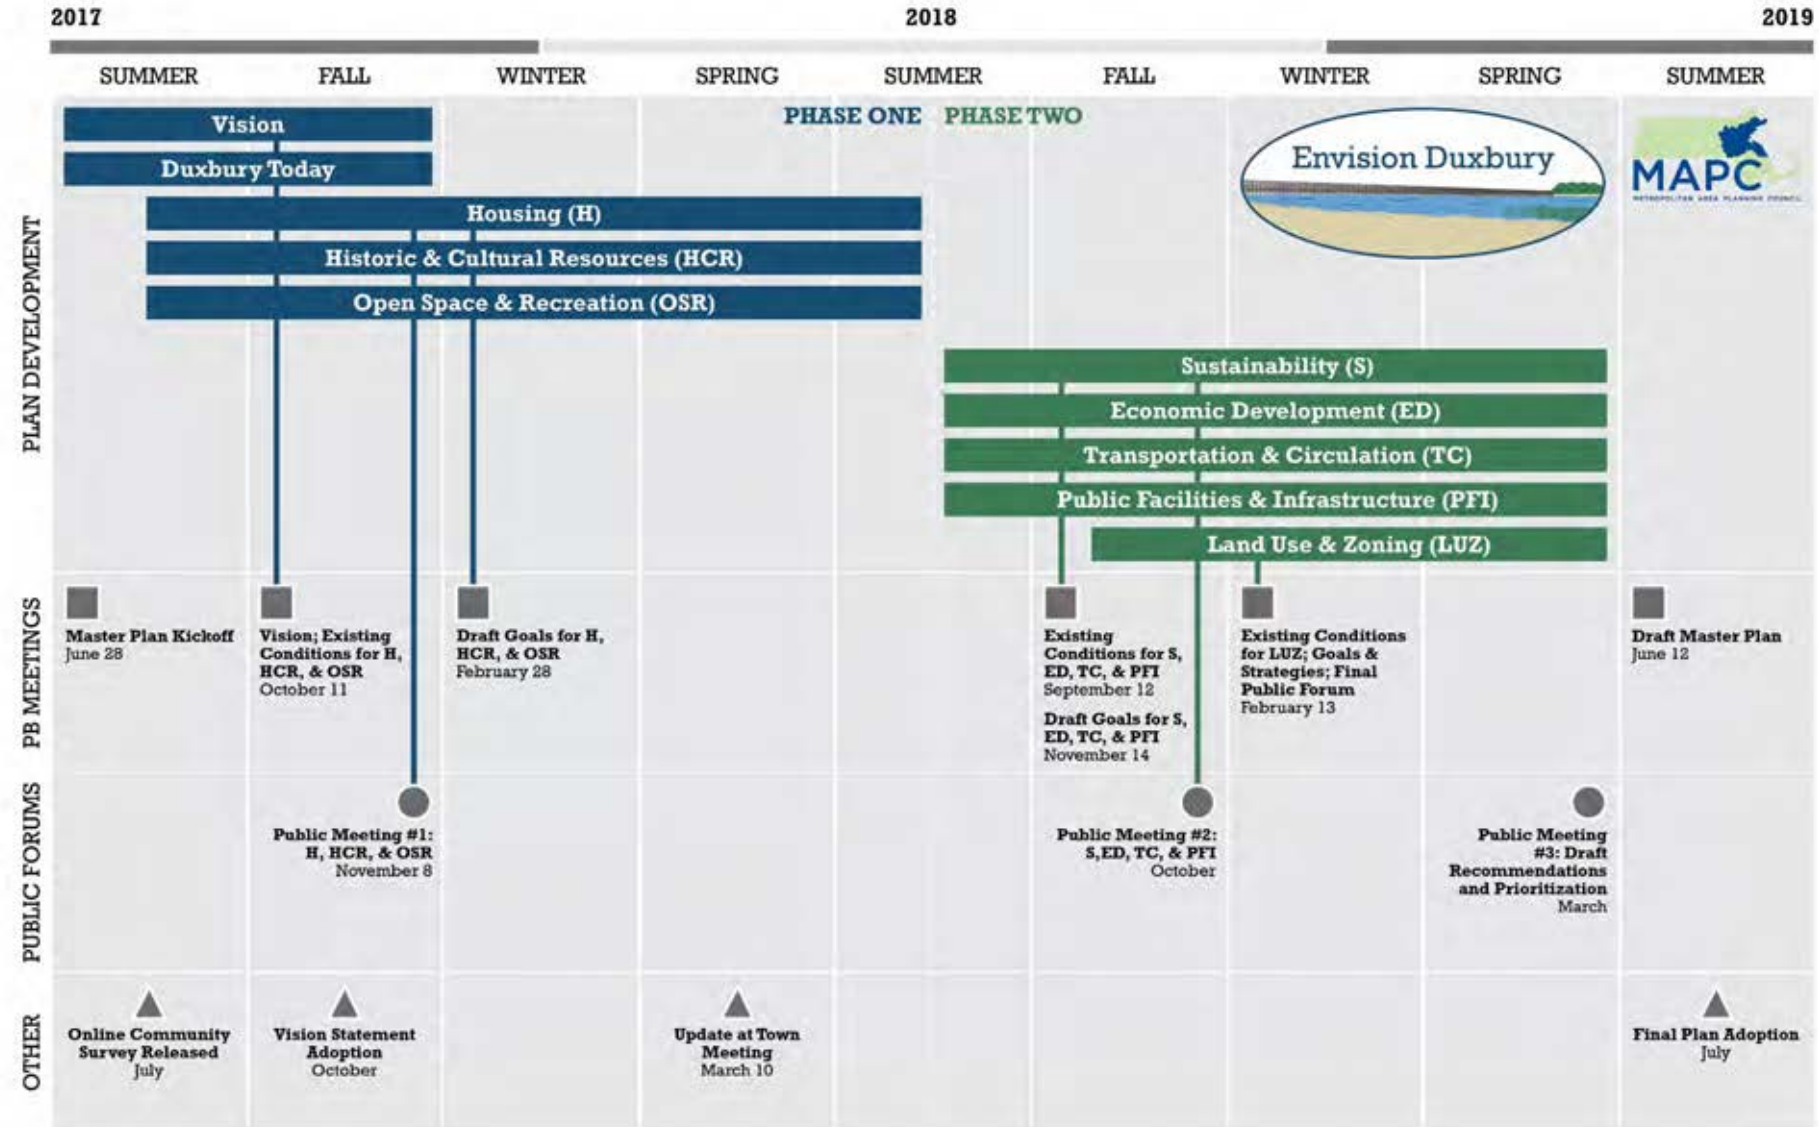 2017 2018 2019
SUMMER FALL WINTER SPRING SUMMER FALL WINTER SPRING SUMMER
PLAN DEVELOPMENT
Vision
PHASE ONE PHASE TWO
Duxbury Today
Housing (H)
Historic & Cultural Resources (HCR)
Open Space & Recreation (OSR)
Envision Duxbury
MAPC
METROPOLITAN AREA PLANNING COUNCIL
Sustainability (S)
Economic Development (ED)
Transportation & Circulation (TC)
Public Facilities & Infrastructure (PFI)
Land Use & Zoning (LUZ)
PB MEETINGS
Master Plan Kickoff
June 28
Vision; Existing
Conditions for H,
HCR, & OSR
October 11
Draft Goals for H,
HCR, & OSR
February 28
Existing
Conditions for S,
ED, TC, & PFI
September 12
Draft Goals for S,
ED, TC, & PFI
November 14
Existing Conditions
for LUZ; Goals &
Strategies; Final
Public Forum
February 13
Draft Master Plan
June 12
PUBLIC FORUMS
Public Meeting #1:
H, HCR, & OSR
November 8
Public Meeting #2:
S,ED, TC, & PFI
October
Public Meeting
#3: Draft
Recommendations
and Prioritization
March
OTHER
Online Community
Survey Released
July
Vision Statement
Adoption
October
Update at Town
Meeting
March 10
Final Plan Adoption
July